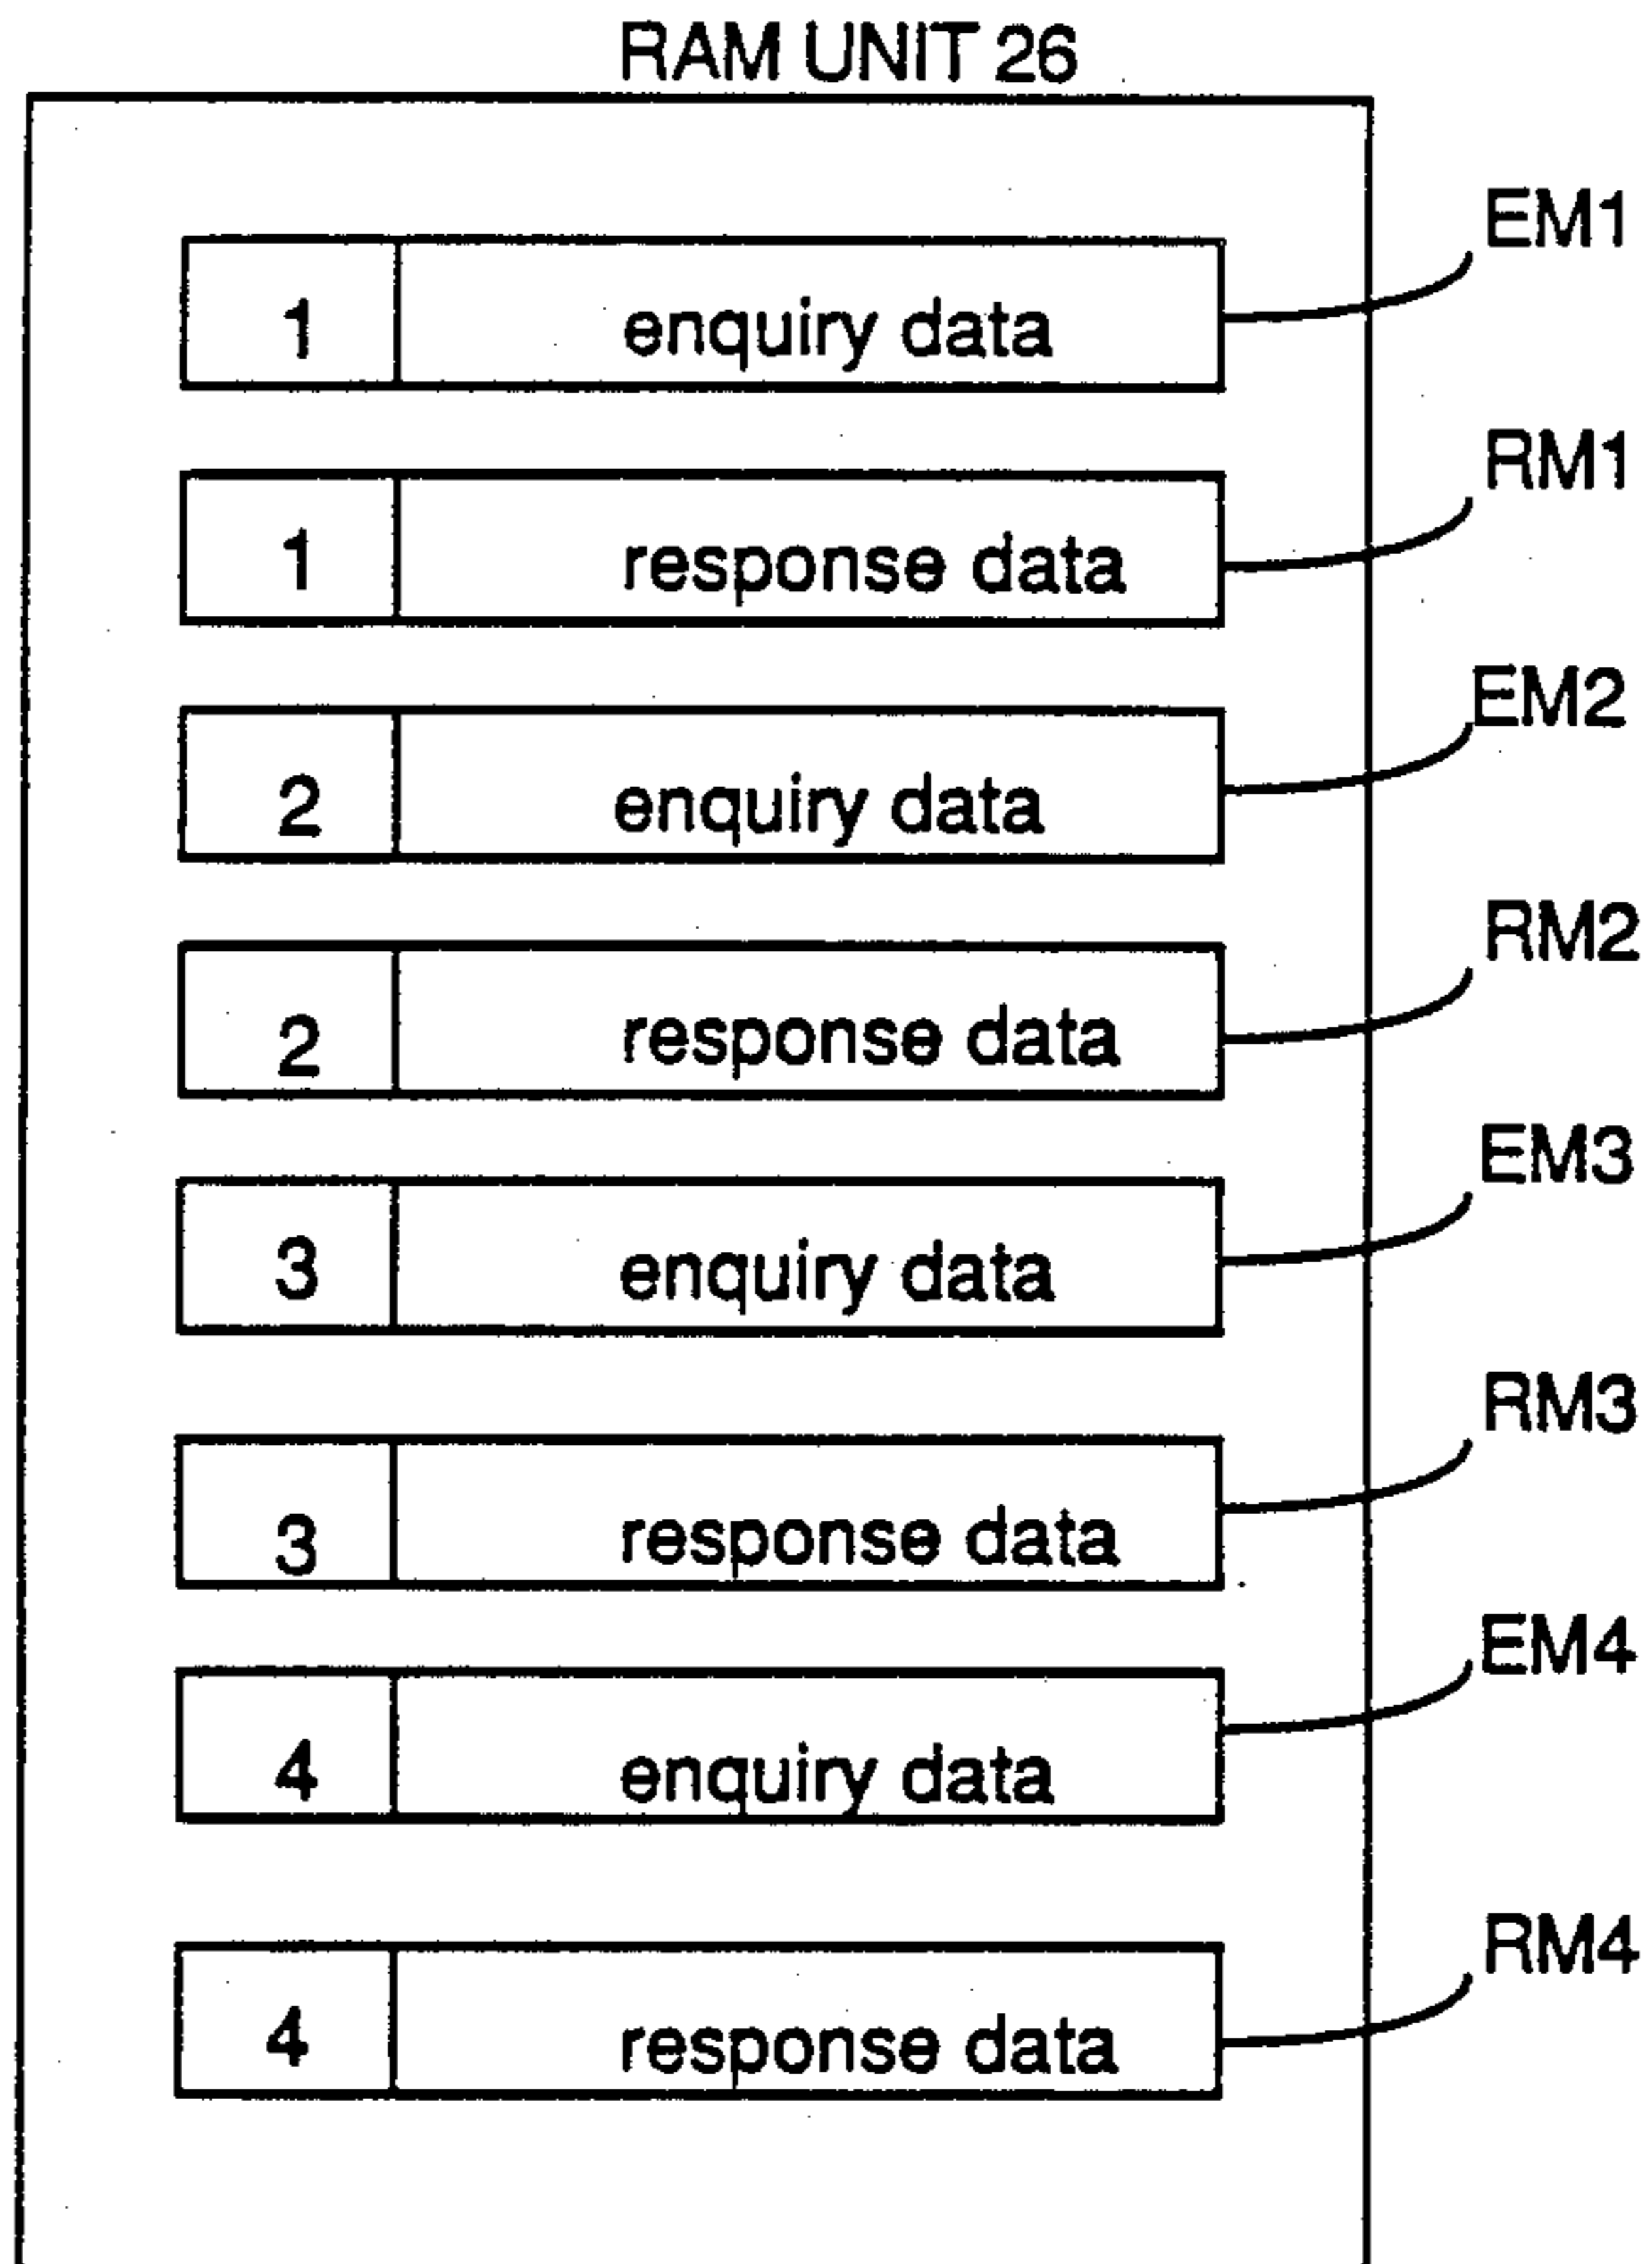 RAM UNIT 26
EM1
1 enquiry data
RM1
1 response data
EM2
2 enquiry data
RM2
2 response data
EM3
3 enquiry data
RM3
3 response data
EM4
4 enquiry data
RM4
4 response data